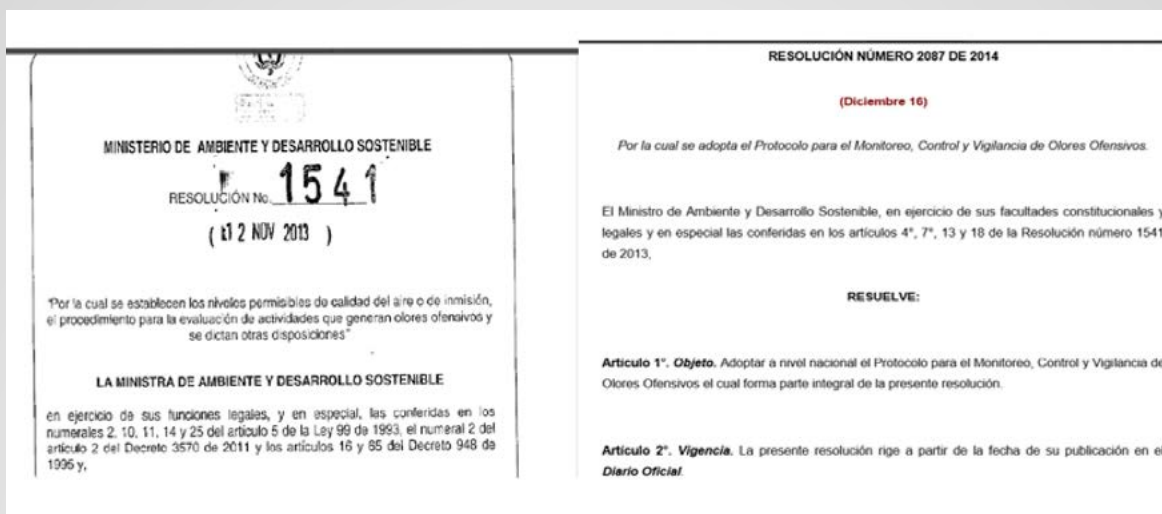 MINISTERIO DE AMBIENTE Y DESARROLLO SOSTENIBLE
RESOLUCIÓN No. 1541
( 12 NOV 2013 )
"Por la cual se establecen los niveles permisibles de calidad del aire o de inmisión,
el procedimiento para la evaluación de actividades que generan olores ofensivos y
se dictan otras disposiciones"
LA MINISTRA DE AMBIENTE Y DESARROLLO SOSTENIBLE
en ejercicio de sus funciones legales, y en especial, las conferidas en los
numerales 2, 10, 11, 14 y 25 del artículo 5 de la Ley 99 de 1993, el numeral 2 del
artículo 2 del Decreto 3570 de 2011 y los artículos 16 y 65 del Decreto 948 de
1995 y,
RESOLUCIÓN NÚMERO 2087 DE 2014
(Diciembre 16)
Por la cual se adopta el Protocolo para el Monitoreo, Control y Vigilancia de Olores Ofensivos.
El Ministro de Ambiente y Desarrollo Sostenible, en ejercicio de sus facultades constitucionales y
legales y en especial las conferidas en los artículos 4°, 7°, 13 y 18 de la Resolución número 1541
de 2013,
RESUELVE:
Artículo 1°. Objeto. Adoptar a nivel nacional el Protocolo para el Monitoreo, Control y Vigilancia de
Olores Ofensivos el cual forma parte integral de la presente resolución.
Artículo 2°. Vigencia. La presente resolución rige a partir de la fecha de su publicación en el
Diario Oficial.